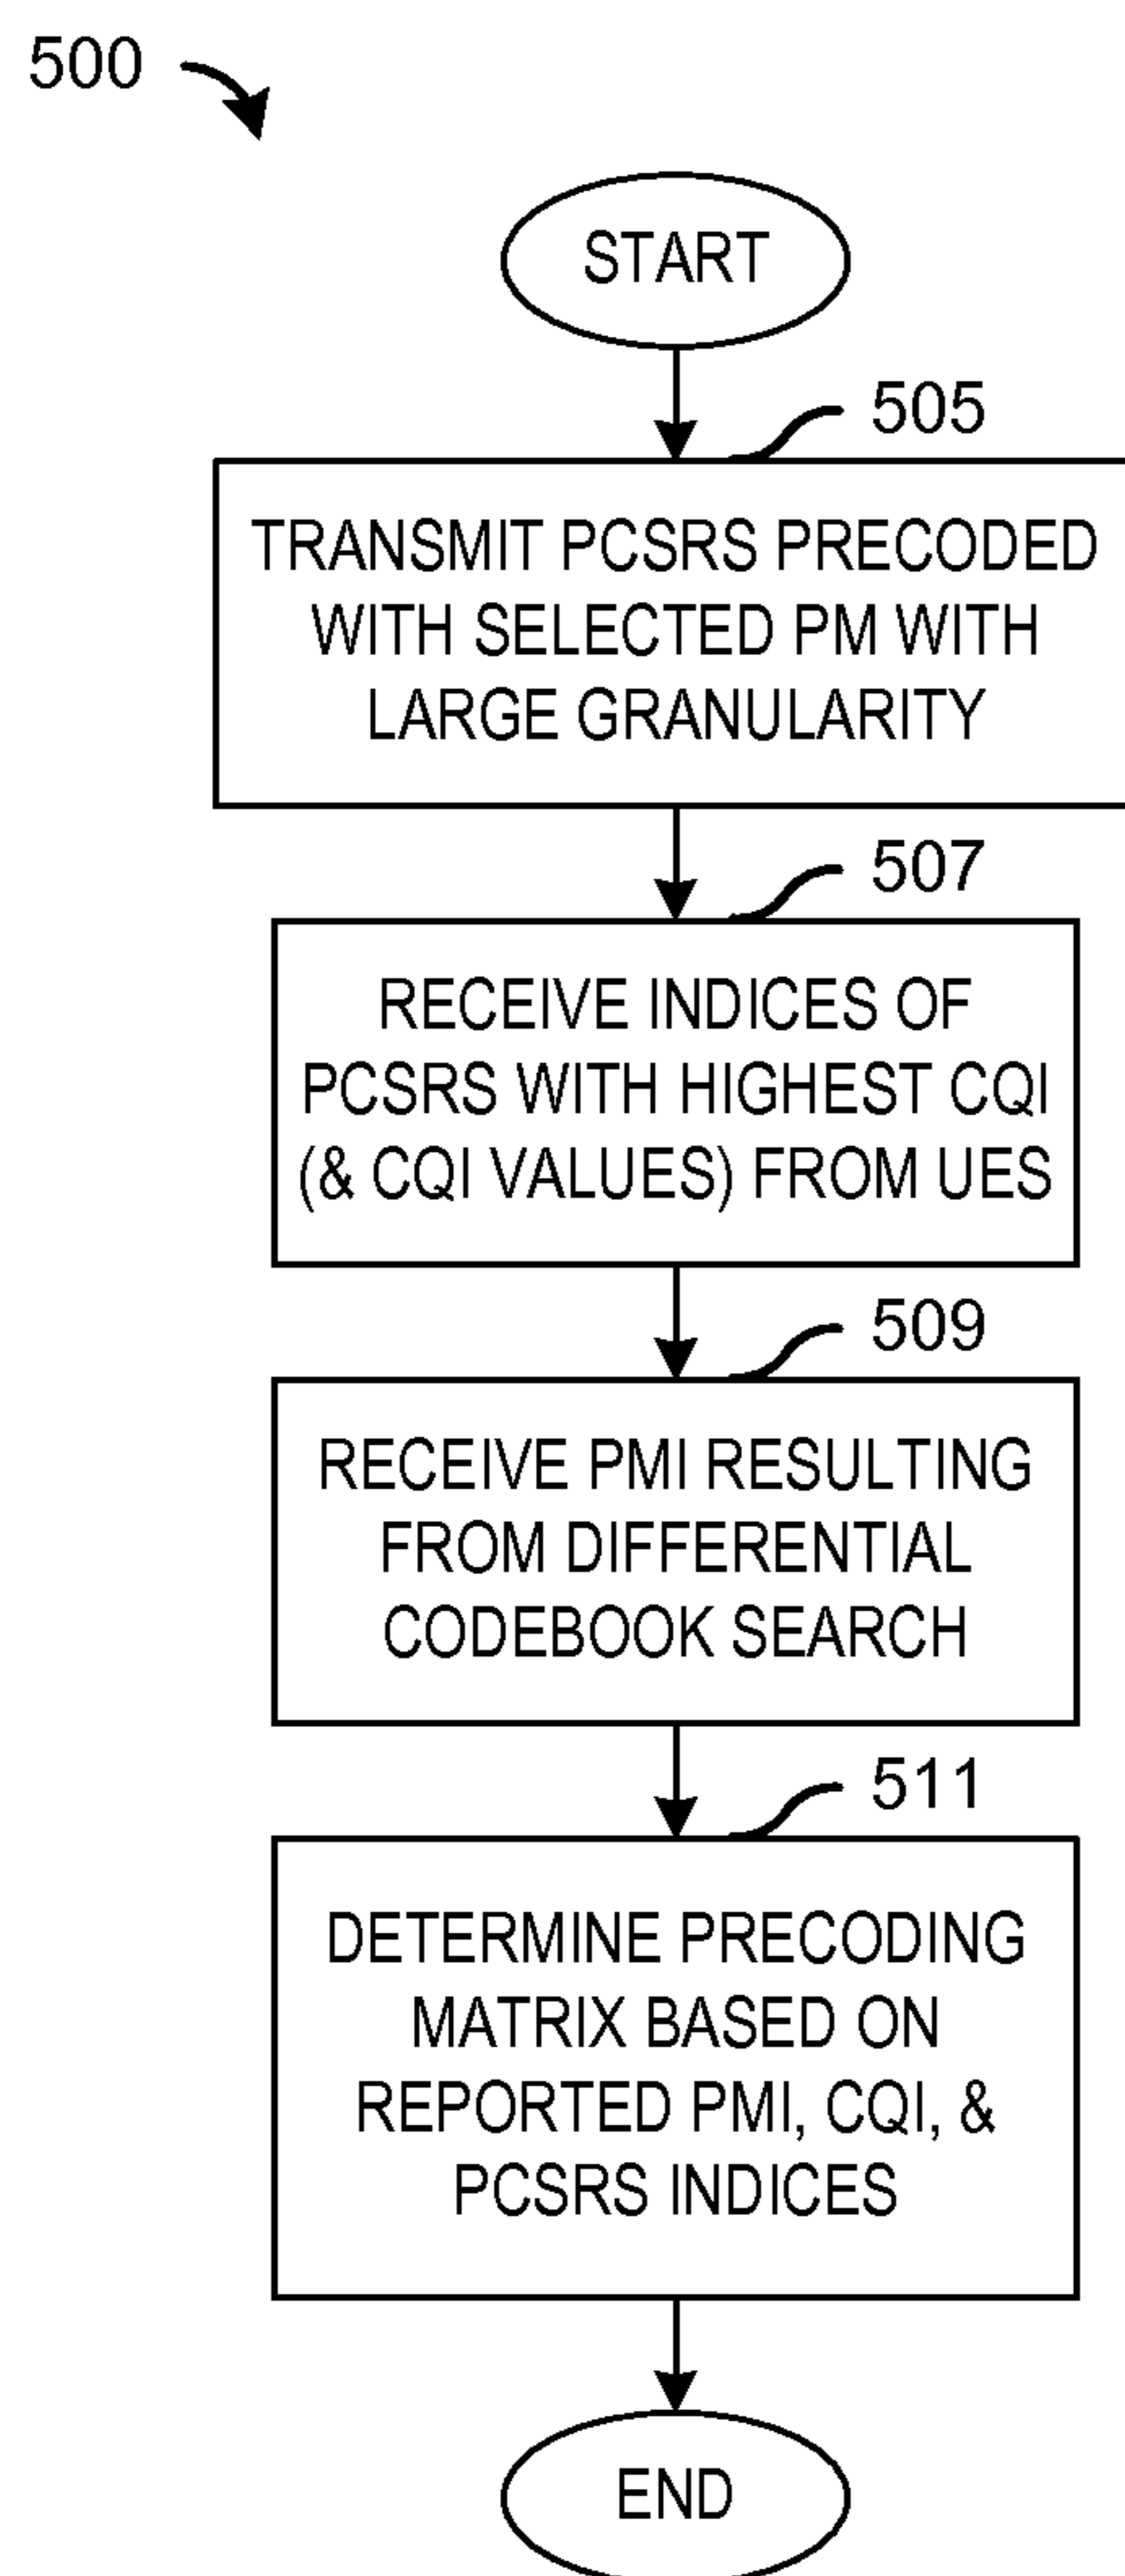 500
START
505
TRANSMIT PCSRS PRECODED
WITH SELECTED PM WITH
LARGE GRANULARITY
507
RECEIVE INDICES OF
PCSRS WITH HIGHEST CQI
(& CQI VALUES) FROM UES
509
RECEIVE PMI RESULTING
FROM DIFFERENTIAL
CODEBOOK SEARCH
511
DETERMINE PRECODING
MATRIX BASED ON
REPORTED PMI, CQI, &
PCSRS INDICES
END